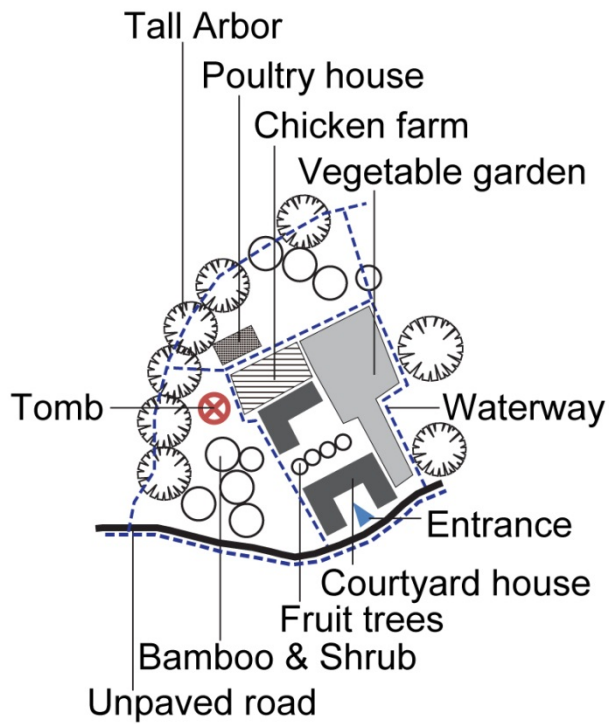 Tall Arbor
Poultry house
Chicken farm
Vegetable garden
Tomb
Waterway
Entrance
Courtyard house
Fruit trees
Bamboo & Shrub
Unpaved road